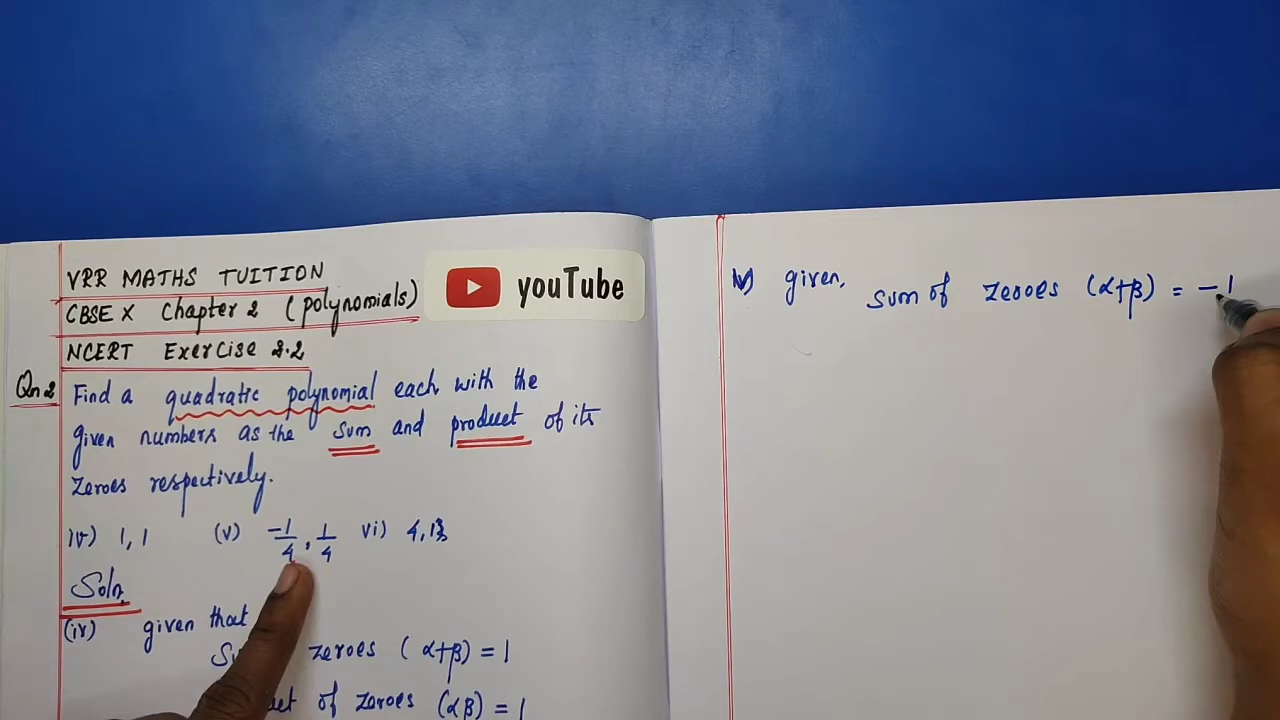 VRR MATHS TUITION
CBSE X Chapter 2 (polynomials)
NCERT Exercise 2.2
youTube
Qn 2 Find a quadratic polynomial each with the
given numbers as the sum and product of its
zeroes respectively.
iv) 1, 1 (v) -1/4, 1/4 vi) 4, 1}
Soln.
(iv) given that
zeroes (α+β) = 1
of zeroes (αβ) = 1
v) given, sum of zeroes (α+β) = -1